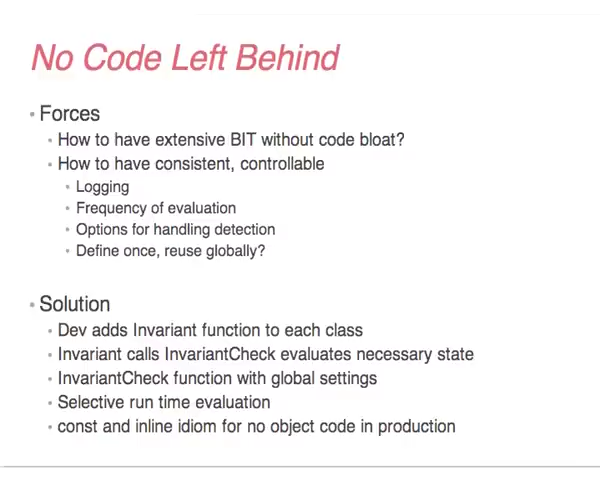 No Code Left Behind
• Forces
• How to have extensive BIT without code bloat?
• How to have consistent, controllable
• Logging
• Frequency of evaluation
• Options for handling detection
• Define once, reuse globally?
• Solution
• Dev adds Invariant function to each class
• Invariant calls InvariantCheck evaluates necessary state
• InvariantCheck function with global settings
• Selective run time evaluation
• const and inline idiom for no object code in production